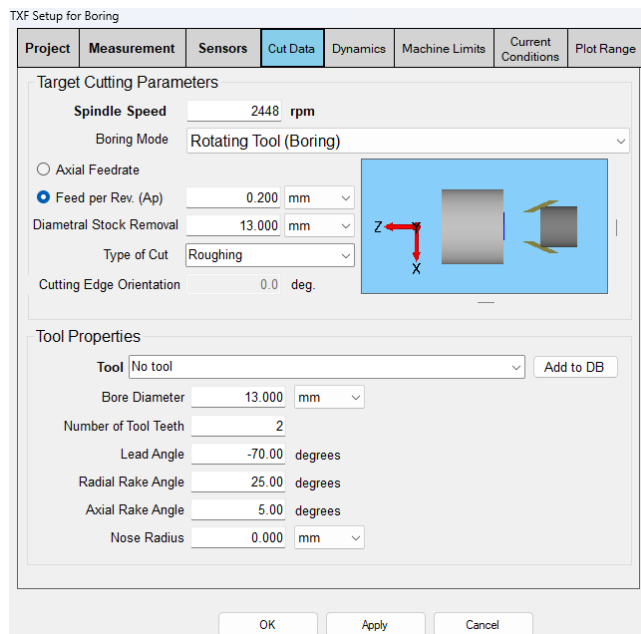 TXF Setup for Boring
Project Measurement Sensors Cut Data Dynamics Machine Limits Current Conditions Plot Range
Target Cutting Parameters
Spindle Speed 2448 rpm
Boring Mode Rotating Tool (Boring)
Axial Feedrate
Feed per Rev. (Ap) 0.200 mm
Diametral Stock Removal 13.000 mm
Type of Cut Roughing
Cutting Edge Orientation 0.0 deg.
Z Y
X
Tool Properties
Tool No tool Add to DB
Bore Diameter 13.000 mm
Number of Tool Teeth 2
Lead Angle -70.00 degrees
Radial Rake Angle 25.00 degrees
Axial Rake Angle 5.00 degrees
Nose Radius 0.000 mm
OK Apply Cancel